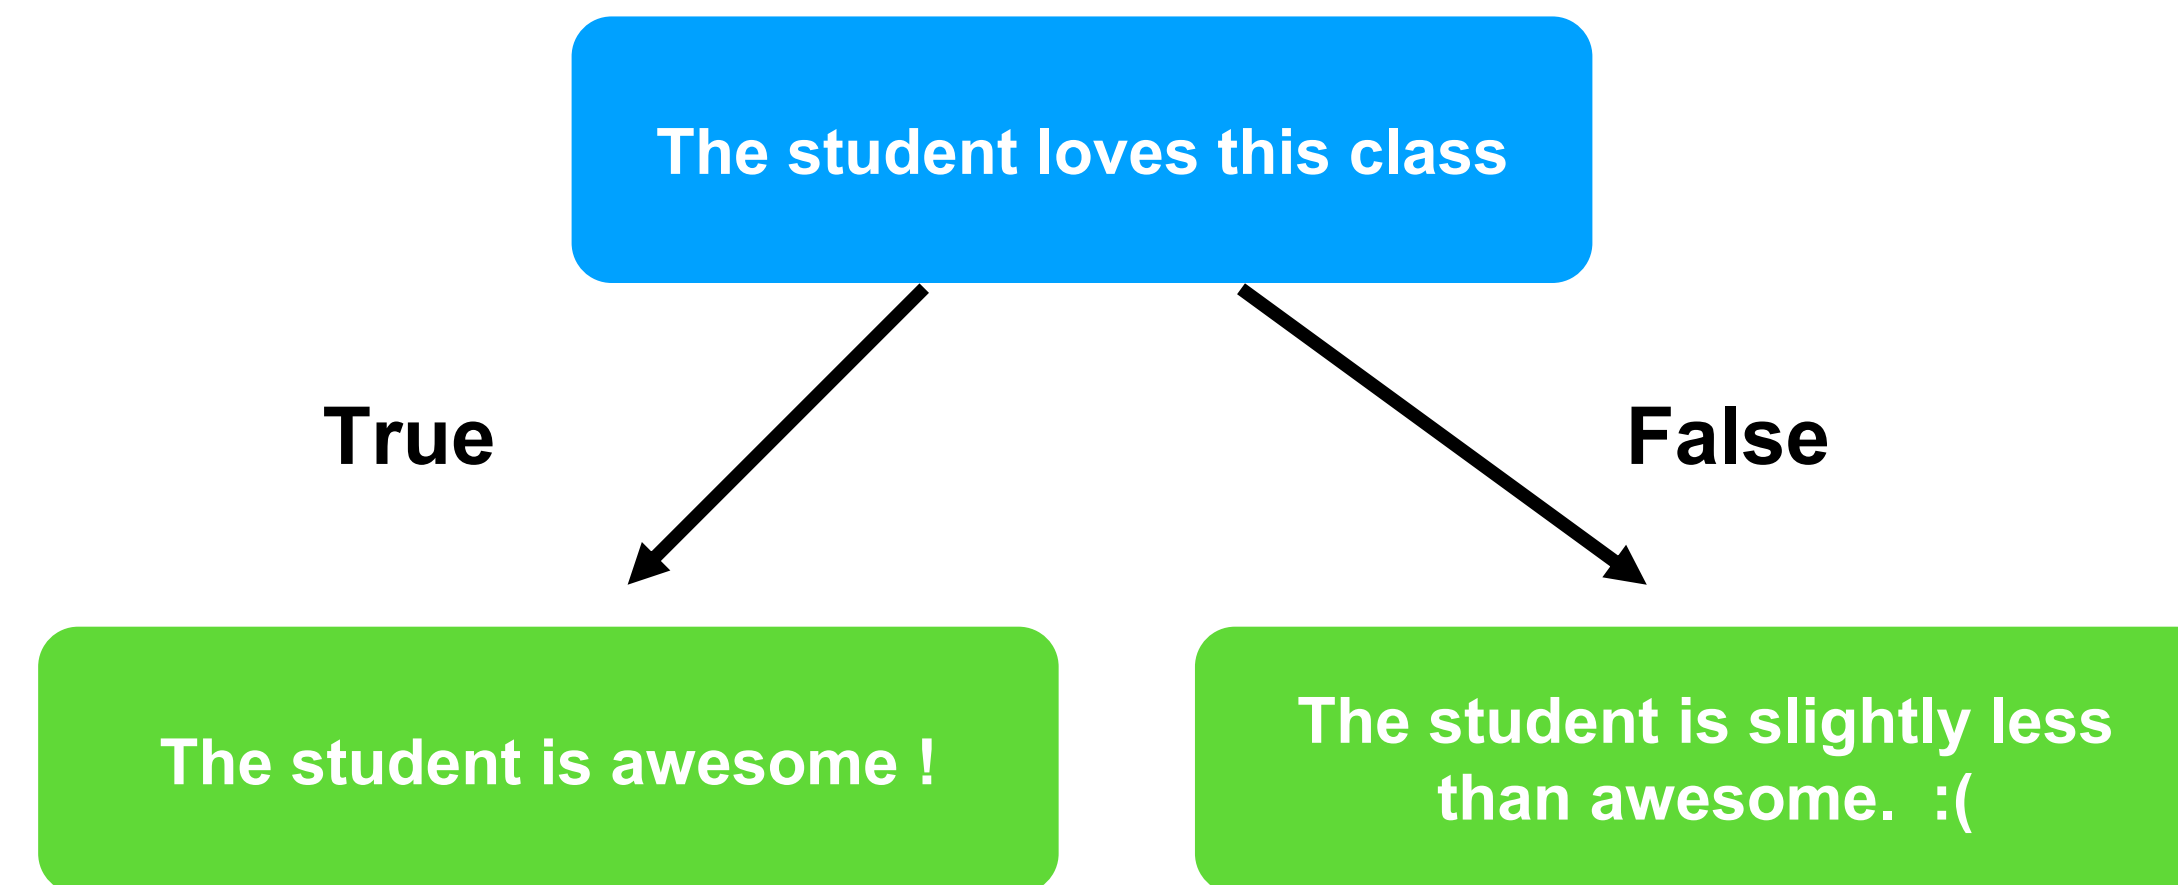 The student loves this class
True
False
The student is awesome !
The student is slightly less
than awesome.  :(